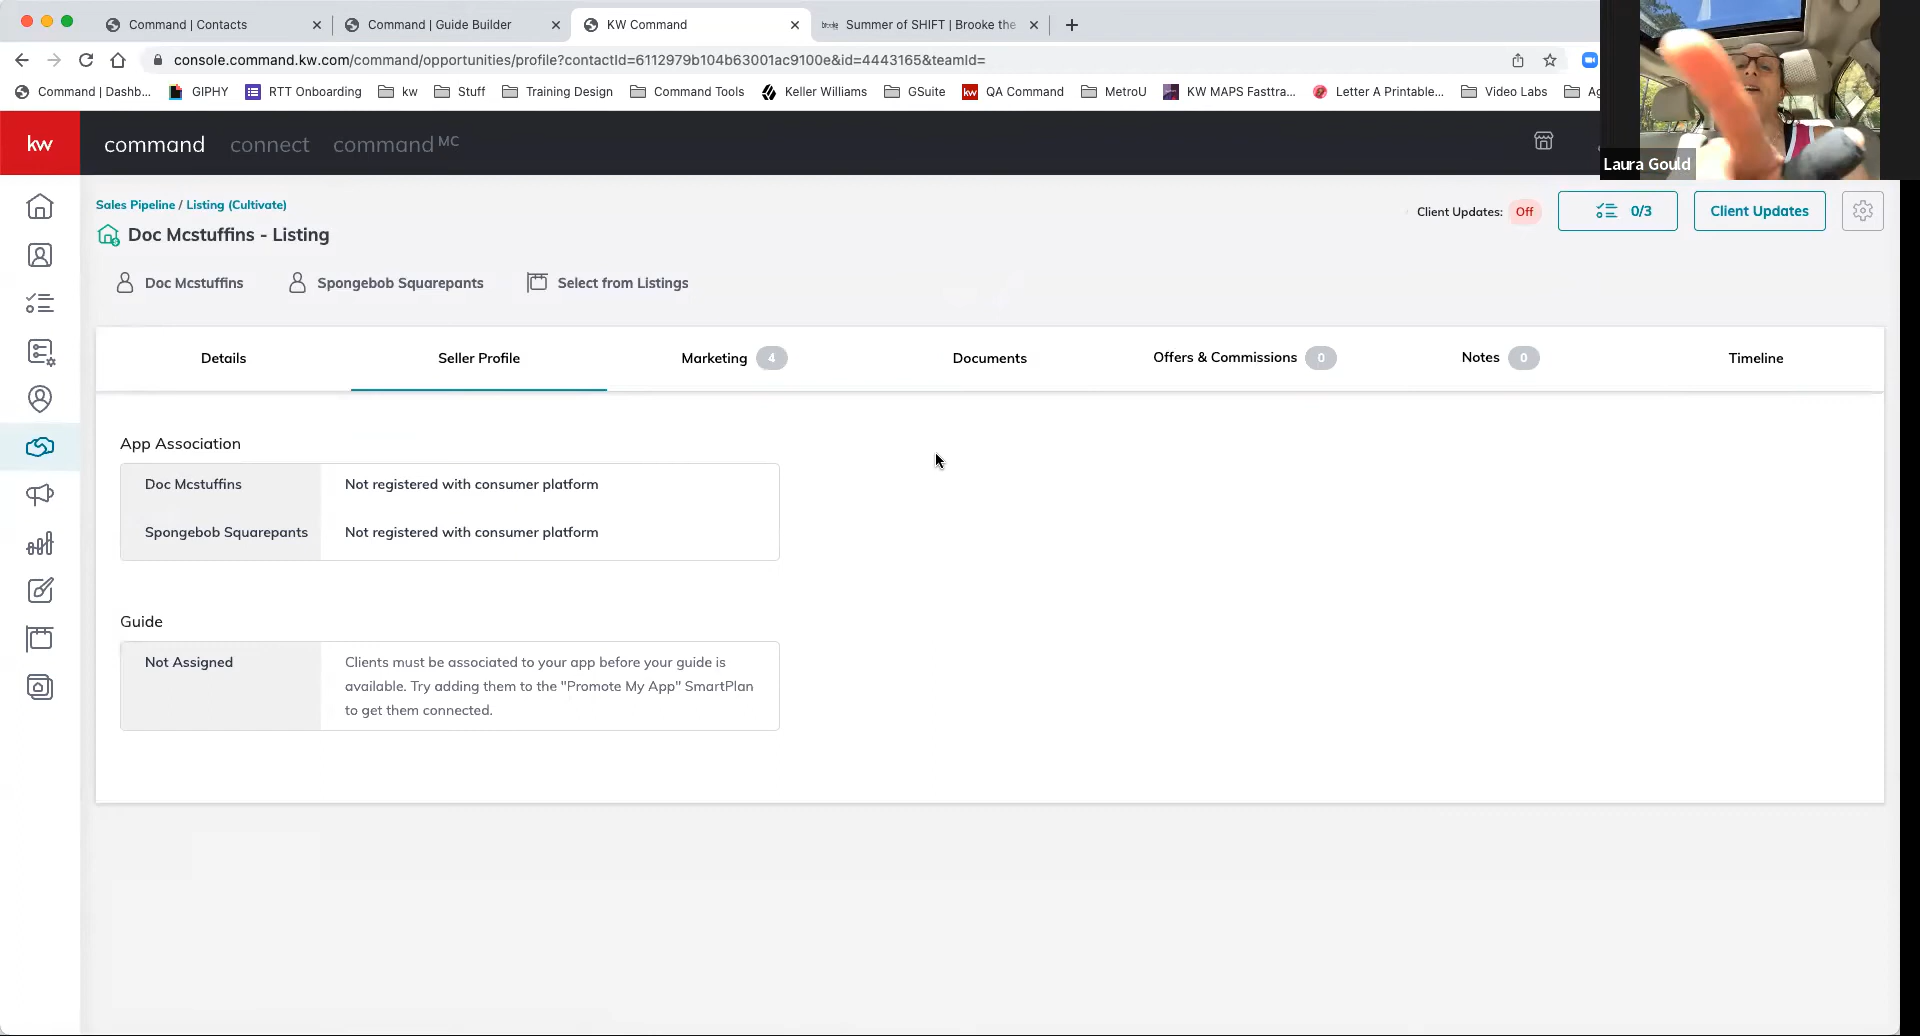 Command | Contacts
Command | Guide Builder
KW Command
Summer of SHIFT | Brooke the
console.command.kw.com/command/opportunities/profile?contactId=6112979b104b63001ac9100e&id=4443165&teamId=
Command | Dashb...
GIPHY
RTT Onboarding
kw
Stuff
Training Design
Command Tools
Keller Williams
GSuite
kw
QA Command
MetroU
KW MAPS Fasttra...
Letter A Printable...
Video Labs
Ag
Laura Gould
kw
command
connect
command MC
Sales Pipeline / Listing (Cultivate)
Client Updates: Off
0/3
Client Updates
Doc Mcstuffins - Listing
Doc Mcstuffins
Spongebob Squarepants
Select from Listings
Details
Seller Profile
Marketing 4
Documents
Offers & Commissions 0
Notes 0
Timeline
App Association
Doc Mcstuffins
Not registered with consumer platform
Spongebob Squarepants
Not registered with consumer platform
Guide
Not Assigned
Clients must be associated to your app before your guide is
available. Try adding them to the "Promote My App" SmartPlan
to get them connected.